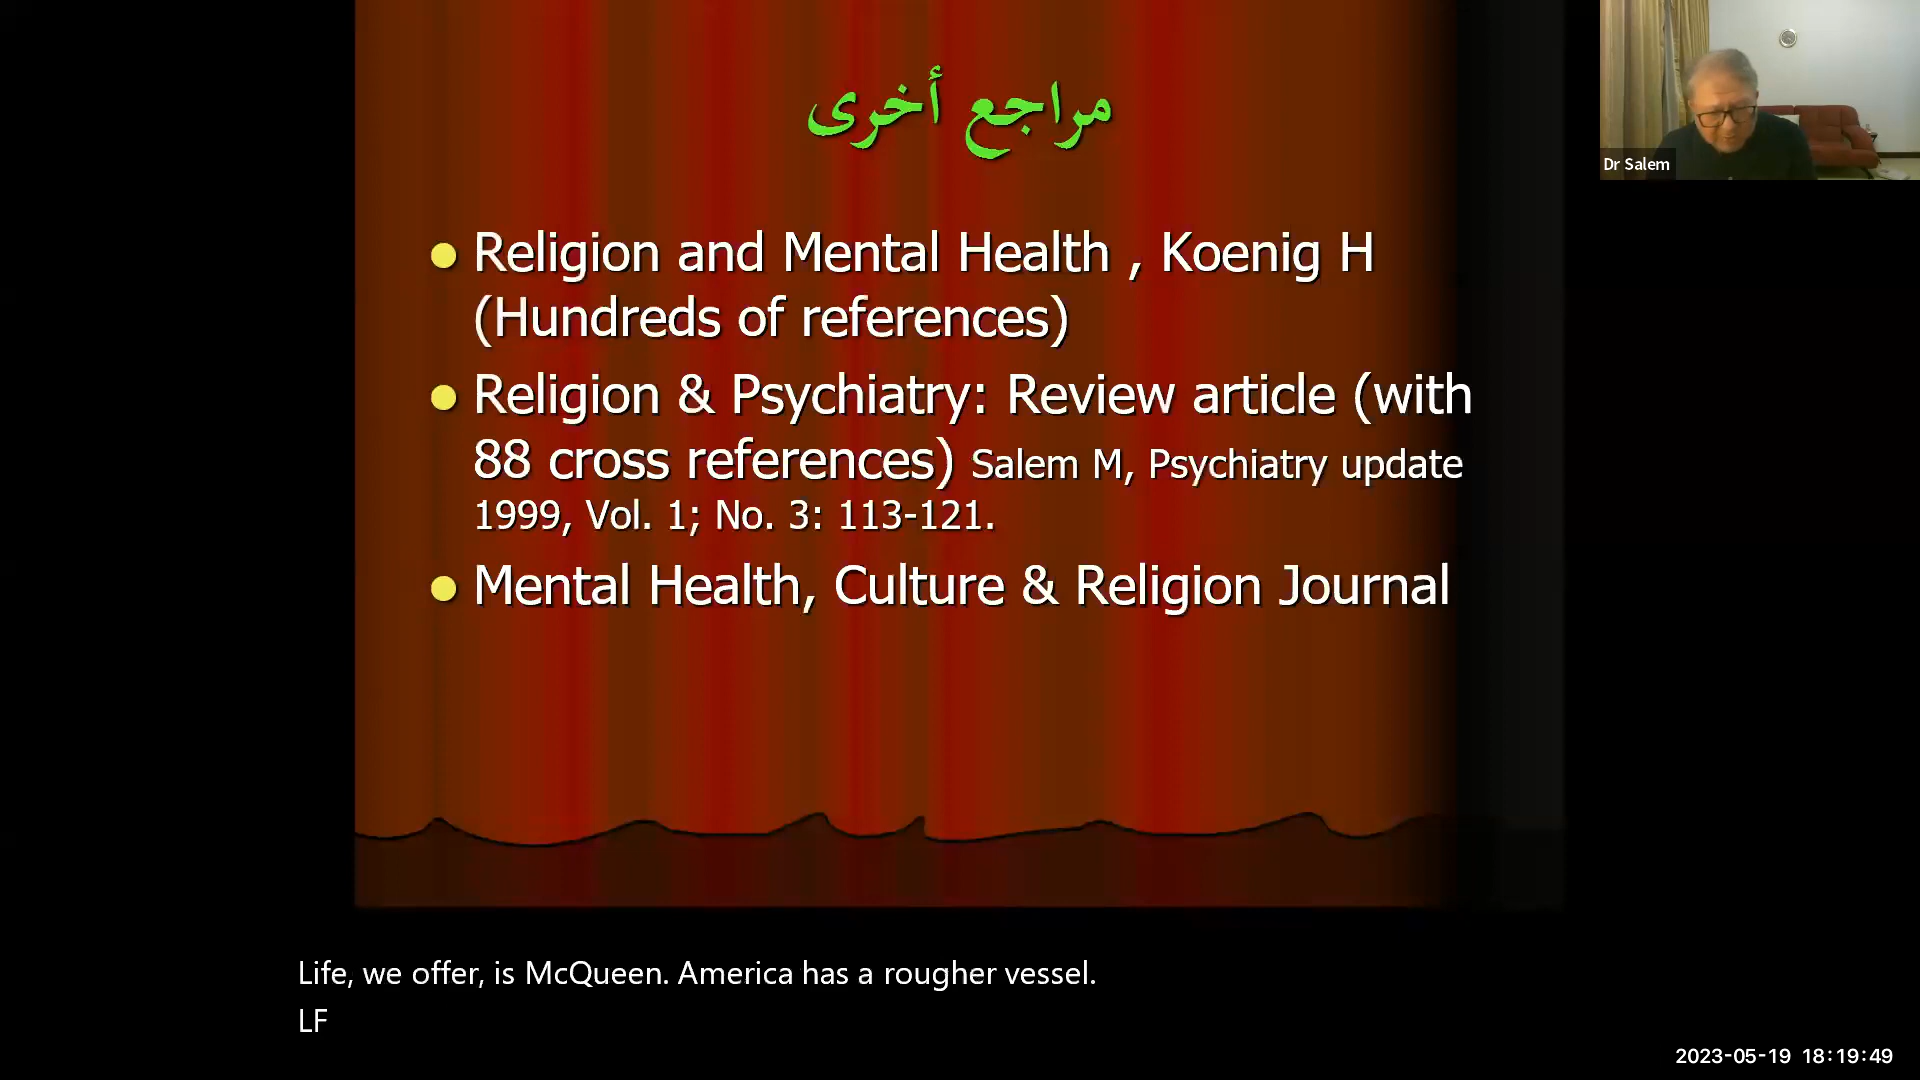 مراجع أخرى
Religion and Mental Health , Koenig H
(Hundreds of references)
Religion & Psychiatry: Review article (with
88 cross references) Salem M, Psychiatry update
1999, Vol. 1; No. 3: 113-121.
Mental Health, Culture & Religion Journal
Dr Salem
Life, we offer, is McQueen. America has a rougher vessel.
LF
2023-05-19 18:19:49